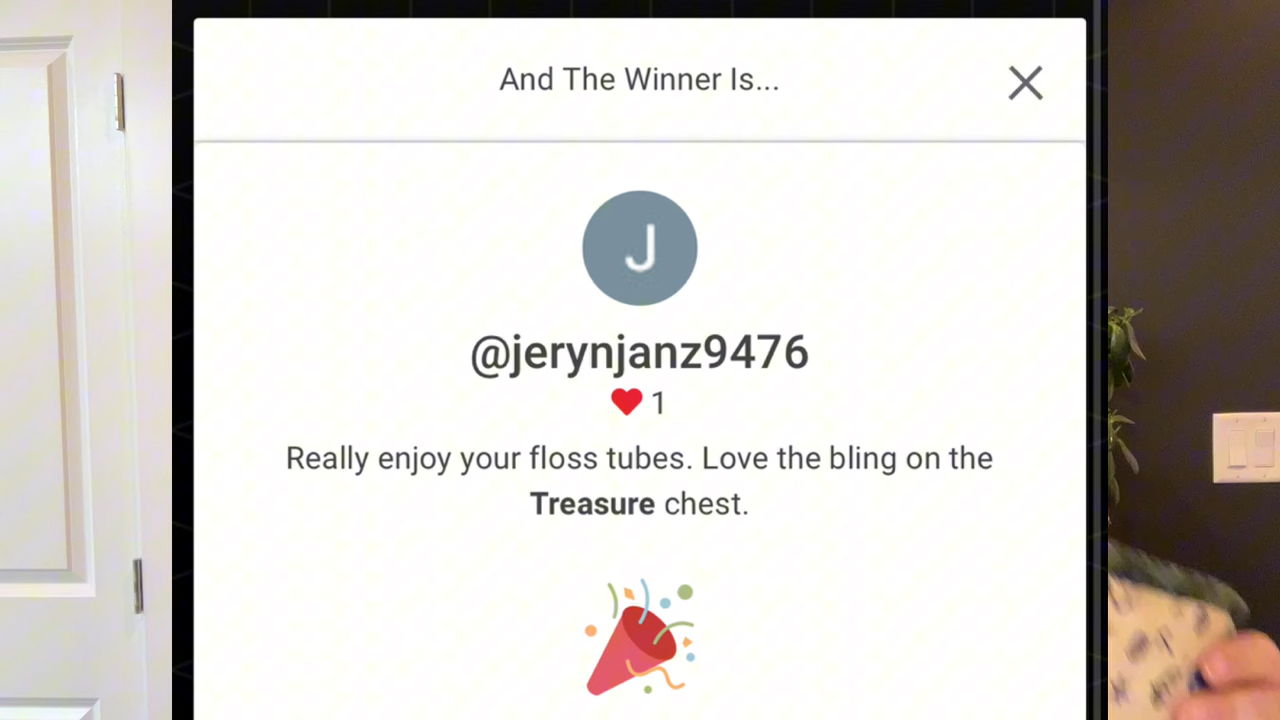 And The Winner Is...
J
@jerynjanz9476
1
Really enjoy your floss tubes. Love the bling on the
Treasure chest.